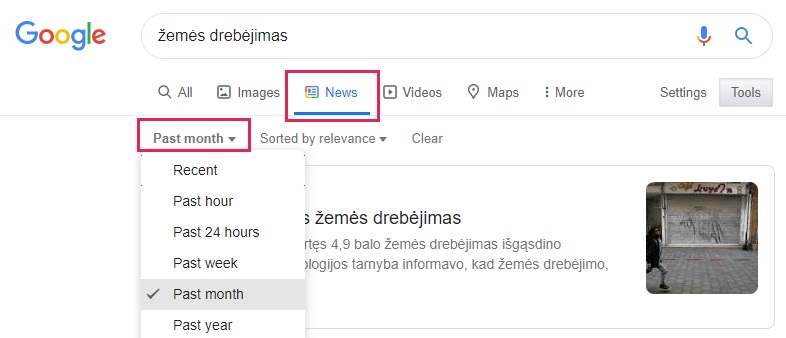 Google
žemės drebėjimas
All Images News Videos Maps More Settings Tools
Past month Sorted by relevance Clear
Recent
Past hour
Past 24 hours
Past week
Past month
Past year
s žemės drebėjimas
rtęs 4,9 balo žemės drebėjimas išgąsdino
ologijos tarnyba informavo, kad žemės drebėjimo,